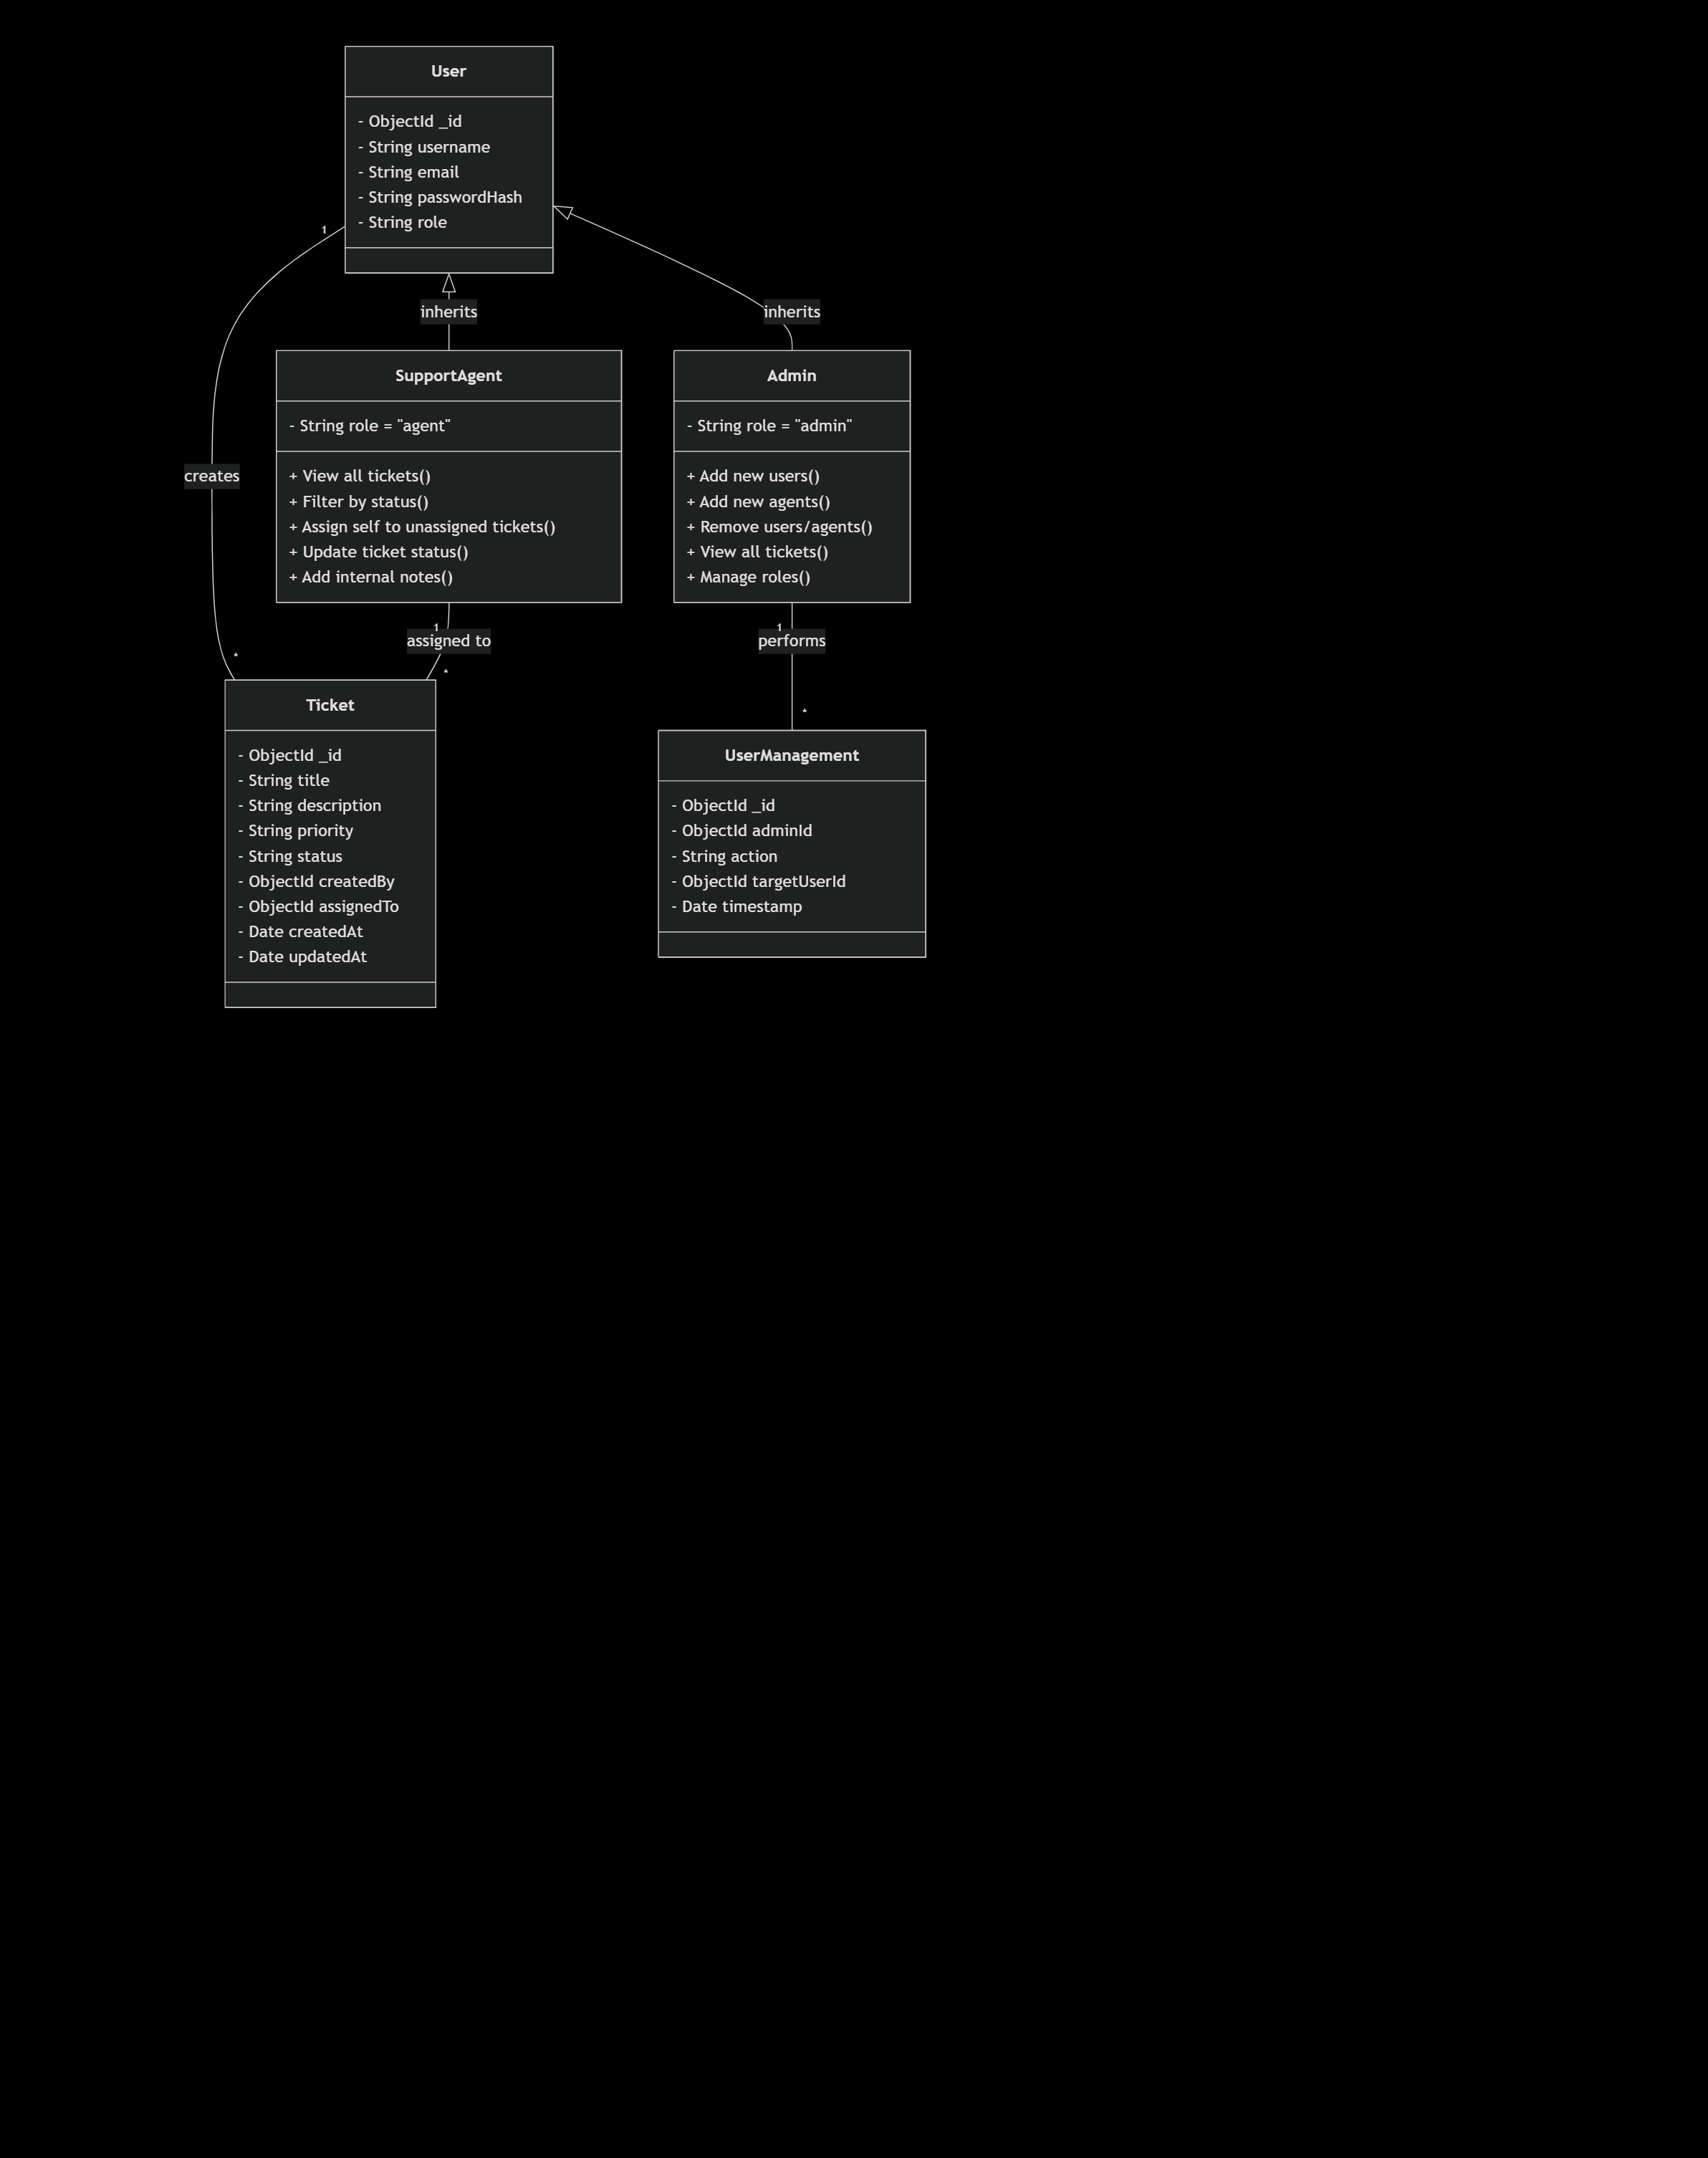 User
- ObjectId _id
- String username
- String email
- String passwordHash
- String role
1
inherits
inherits
SupportAgent
- String role = "agent"
+ View all tickets()
+ Filter by status()
+ Assign self to unassigned tickets()
+ Update ticket status()
+ Add internal notes()
Admin
- String role = "admin"
+ Add new users()
+ Add new agents()
+ Remove users/agents()
+ View all tickets()
+ Manage roles()
creates
1
assigned to
1
performs
*
*
*
Ticket
- ObjectId _id
- String title
- String description
- String priority
- String status
- ObjectId createdBy
- ObjectId assignedTo
- Date createdAt
- Date updatedAt
UserManagement
- ObjectId _id
- ObjectId adminId
- String action
- ObjectId targetUserId
- Date timestamp